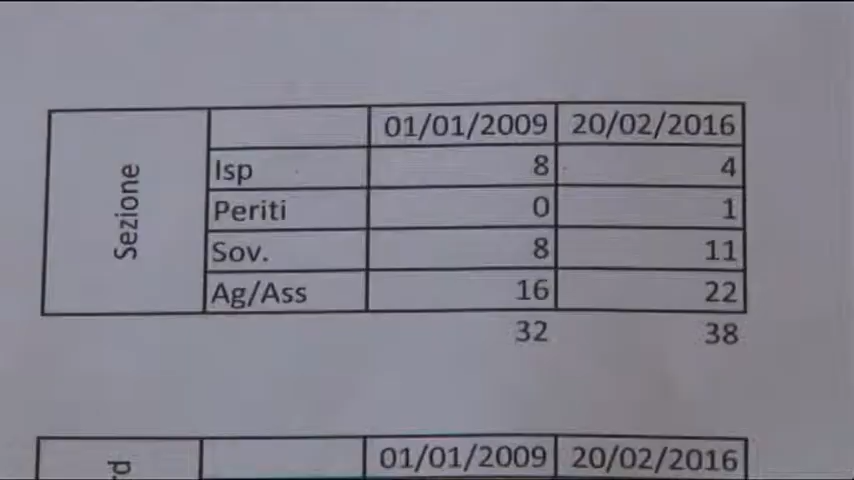 Sezione
01/01/2009 20/02/2016
Isp 8 4
Periti 0 1
Sov. 8 11
Ag/Ass 16 22
32 38
01/01/2009 20/02/2016